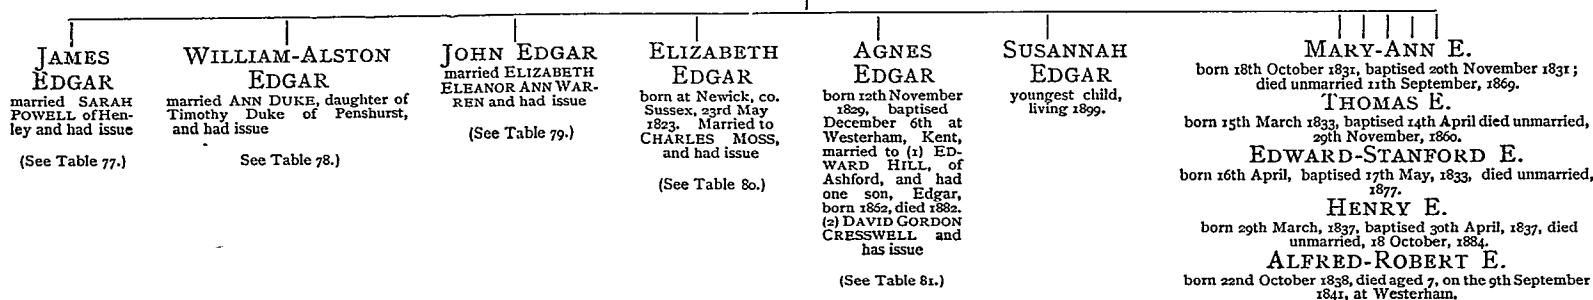 JAMES
EDGAR
married SARAH
POWELL of Hen-
ley and had issue
(See Table 77.)
WILLIAM-ALSTON
EDGAR
married ANN DUKE, daughter of
Timothy Duke of Penshurst,
and had issue
See Table 78.)
JOHN EDGAR
married ELIZABETH
ELEANOR ANN WAR-
REN and had issue
(See Table 79.)
ELIZABETH
EDGAR
born at Newick, co.
Sussex, 23rd May
1823. Married to
CHARLES MOSS,
and had issue
(See Table 80.)
AGNES
EDGAR
born 12th November
1829, baptised
December 6th at
Westerham, Kent,
married to (1) ED-
WARD HILL, of
Ashford, and had
one son, Edgar,
born 1862, died 1882.
(2) DAVID GORDON
CRESSWELL and
has issue
(See Table 81.)
SUSANNAH
EDGAR
youngest child,
living 1899.
MARY-ANN E.
born 18th October 1831, baptised 20th November 1831;
died unmarried 11th September, 1869.
THOMAS E.
born 15th March 1833, baptised 14th April died unmarried,
29th November, 1860.
EDWARD-STANFORD E.
born 16th April, baptised 17th May, 1833, died unmarried,
1877.
HENRY E.
born 29th March, 1837, baptised 30th April, 1837, died
unmarried, 18 October, 1884.
ALFRED-ROBERT E.
born 22nd October 1838, died aged 7, on the 9th September
1841, at Westerham,